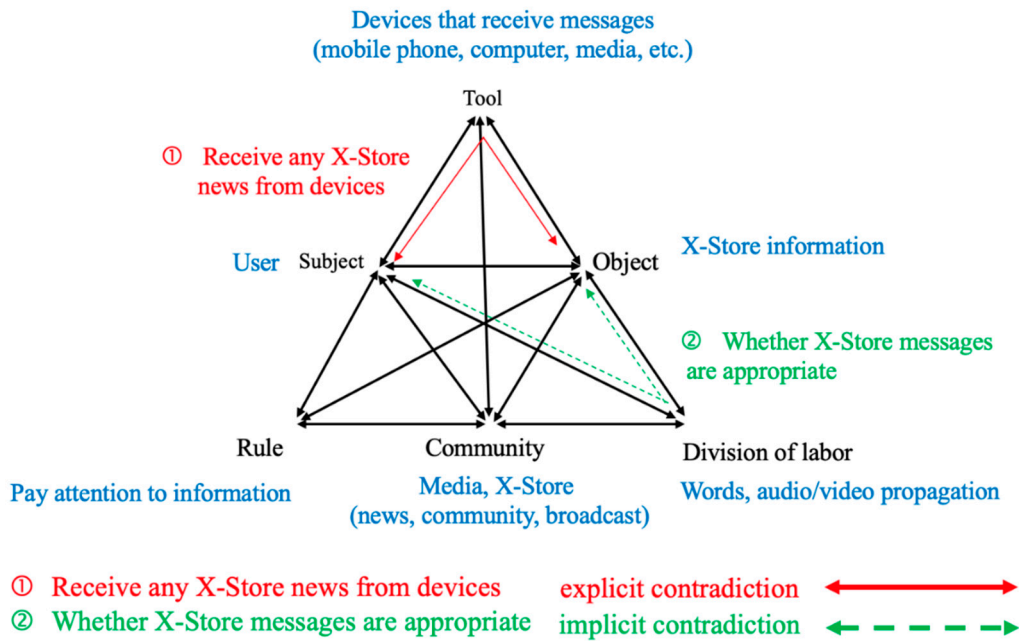 Devices that receive messages
(mobile phone, computer, media, etc.)
Tool
① Receive any X-Store
news from devices
User Subject
Object X-Store information
② Whether X-Store messages
are appropriate
Rule
Community
Division of labor
Pay attention to information
Media, X-Store
(news, community, broadcast)
Words, audio/video propagation
① Receive any X-Store news from devices
explicit contradiction
② Whether X-Store messages are appropriate
implicit contradiction